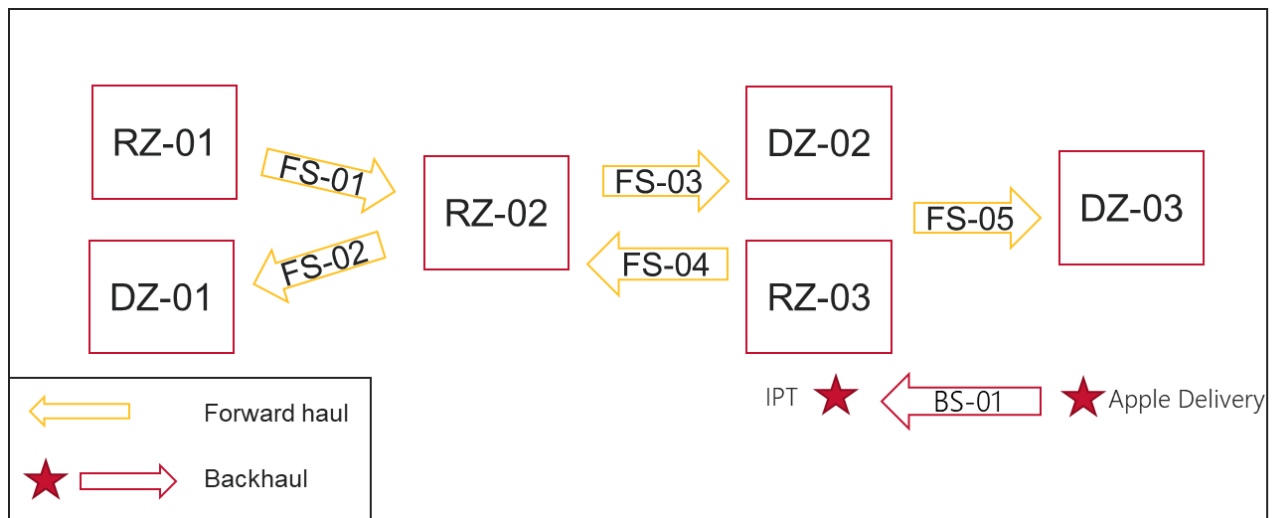 RZ-01
FS-01
RZ-02
FS-03
DZ-02
FS-05
DZ-03
DZ-01
FS-02
FS-04
RZ-03
IPT
BS-01
Apple Delivery
Forward haul
Backhaul